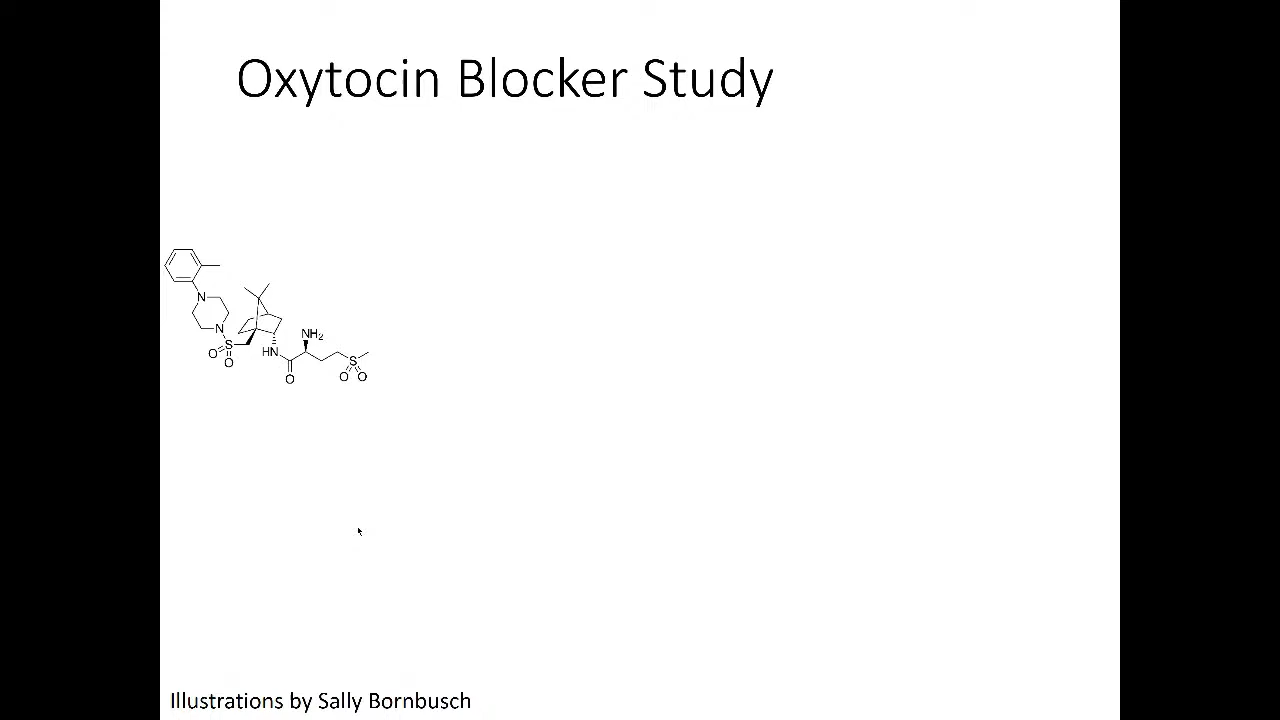 Oxytocin Blocker Study
N
N
S
O
O
HN
O
NH₂
S
O
O
Illustrations by Sally Bornbusch